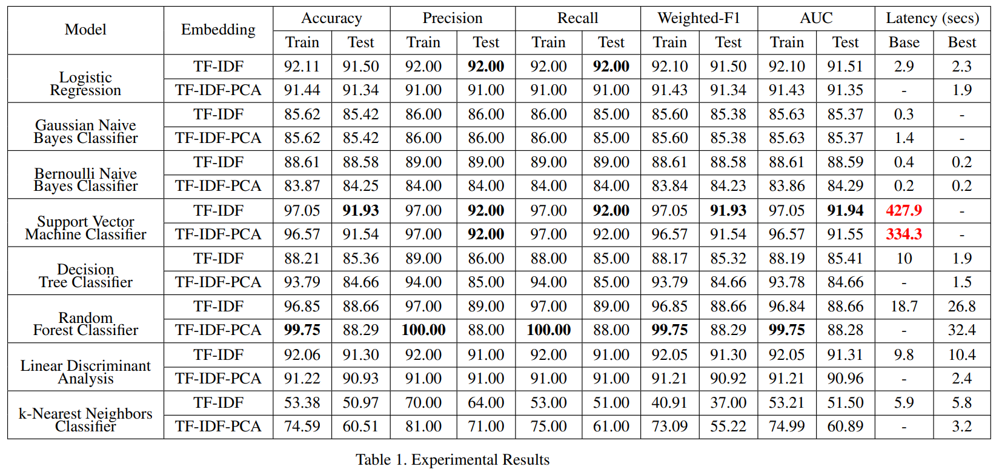 Model Embedding Accuracy Precision Recall Weighted-F1 AUC Latency (secs)
Train Test Train Test Train Test Train Test Train Test Base Best
Logistic
Regression
TF-IDF 92.11 91.50 92.00 92.00 92.00 92.00 92.10 91.50 92.10 91.51 2.9 2.3
TF-IDF-PCA 91.44 91.34 91.00 91.00 91.00 91.00 91.43 91.34 91.43 91.35 - 1.9
Gaussian Naive
Bayes Classifier
TF-IDF 85.62 85.42 86.00 86.00 86.00 85.00 85.60 85.38 85.63 85.37 0.3 -
TF-IDF-PCA 85.62 85.42 86.00 86.00 86.00 85.00 85.60 85.38 85.63 85.37 1.4 -
Bernoulli Naive
Bayes Classifier
TF-IDF 88.61 88.58 89.00 89.00 89.00 89.00 88.61 88.58 88.61 88.59 0.4 0.2
TF-IDF-PCA 83.87 84.25 84.00 84.00 84.00 84.00 83.84 84.23 83.86 84.29 0.2 0.2
Support Vector
Machine Classifier
TF-IDF 97.05 91.93 97.00 92.00 97.00 92.00 97.05 91.93 97.05 91.94 427.9 -
TF-IDF-PCA 96.57 91.54 97.00 92.00 97.00 92.00 96.57 91.54 96.57 91.55 334.3 -
Decision
Tree Classifier
TF-IDF 88.21 85.36 89.00 86.00 88.00 85.00 88.17 85.32 88.19 85.41 10 1.9
TF-IDF-PCA 93.79 84.66 94.00 85.00 94.00 85.00 93.79 84.66 93.78 84.66 - 1.5
Random
Forest Classifier
TF-IDF 96.85 88.66 97.00 89.00 97.00 89.00 96.85 88.66 96.84 88.66 18.7 26.8
TF-IDF-PCA 99.75 88.29 100.00 88.00 100.00 88.00 99.75 88.29 99.75 88.28 - 32.4
Linear Discriminant
Analysis
TF-IDF 92.06 91.30 92.00 91.00 92.00 91.00 92.05 91.30 92.05 91.31 9.8 10.4
TF-IDF-PCA 91.22 90.93 91.00 91.00 91.00 91.00 91.21 90.92 91.21 90.96 - 2.4
k-Nearest Neighbors
Classifier
TF-IDF 53.38 50.97 70.00 64.00 53.00 51.00 40.91 37.00 53.21 51.50 5.9 5.8
TF-IDF-PCA 74.59 60.51 81.00 71.00 75.00 61.00 73.09 55.22 74.99 60.89 - 3.2
Table 1. Experimental Results